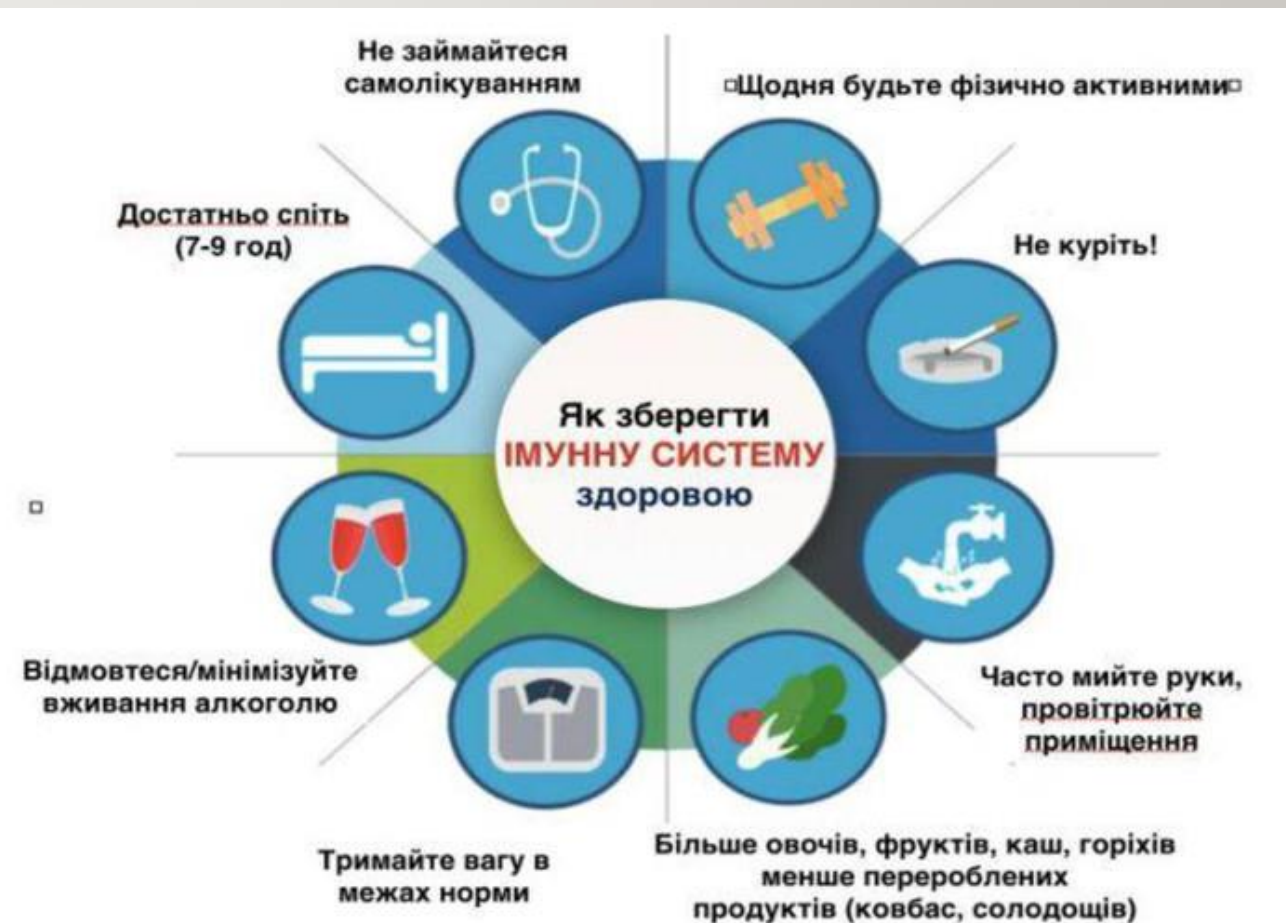 Не займайтеся
самолікуванням
▫Щодня будьте фізично активними▫
Достатньо спіть
(7-9 год)
Не куріть!
Як зберегти
ІМУННУ СИСТЕМУ
здоровою
Відмовтеся/мінімізуйте
вживання алкоголю
Часто мийте руки,
провітрюйте
приміщення
Тримайте вагу в
межах норми
Більше овочів, фруктів, каш, горіхів
менше перероблених
продуктів (ковбас, солодощів)